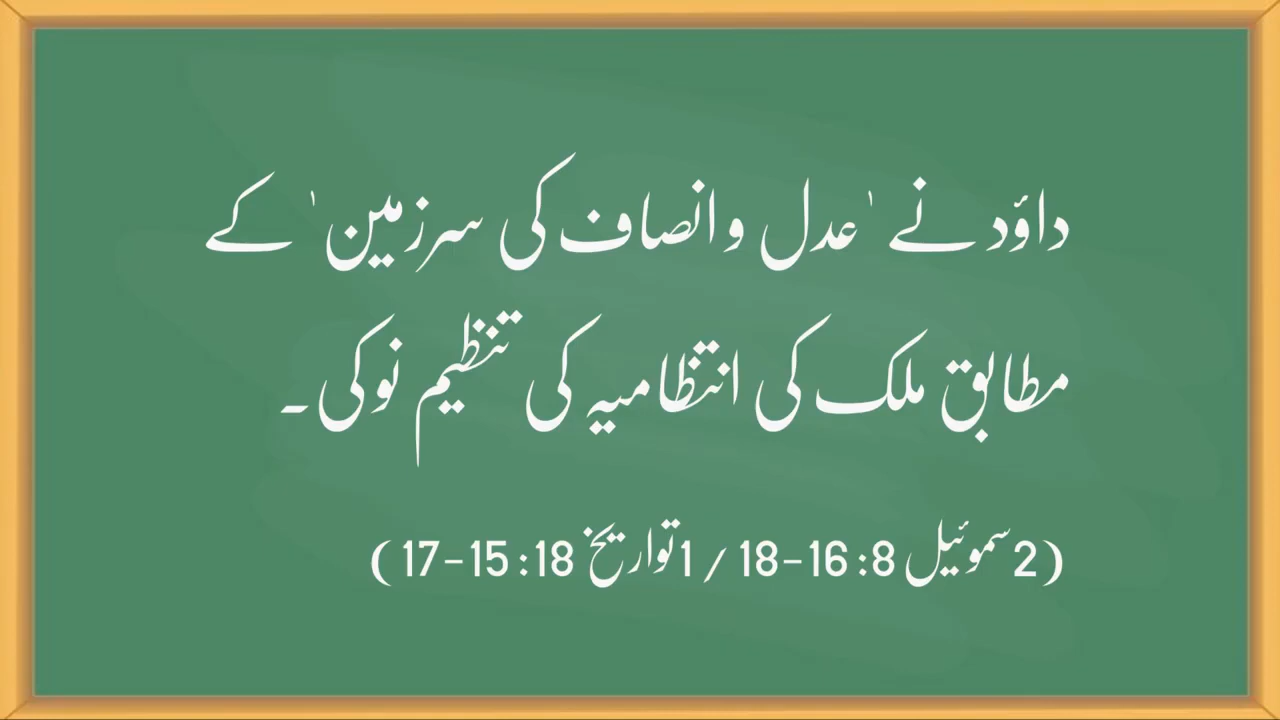 داؤد نے 'عدل و انصاف کی سرزمین' کے
مطابق ملک کی انتظامیہ کی تنظیم نو کی۔
(2 سموئیل 8:16-18 / 1 تواریخ 18:15-17)